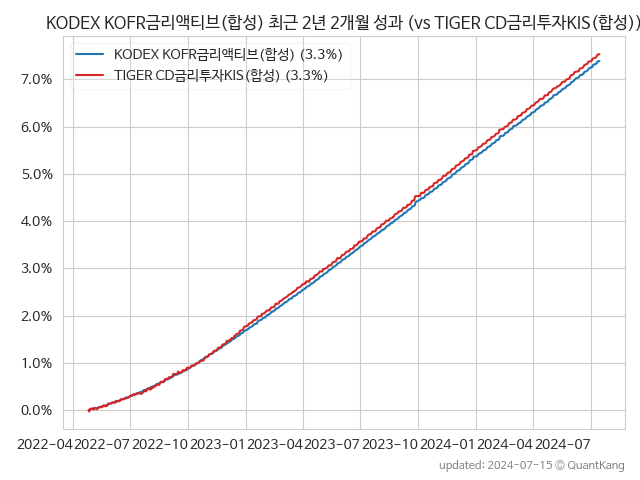 KODEX KOFR금리액티브(합성) 최근 2년 2개월 성과 (vs TIGER CD금리투자KIS(합성))
KODEX KOFR금리액티브(합성) (3.3%)
TIGER CD금리투자KIS(합성) (3.3%)
7.0%
6.0%
5.0%
4.0%
3.0%
2.0%
1.0%
0.0%
2022-04 2022-07 2022-10 2023-01 2023-04 2023-07 2023-10 2024-01 2024-04 2024-07
updated: 2024-07-15 © QuantKang